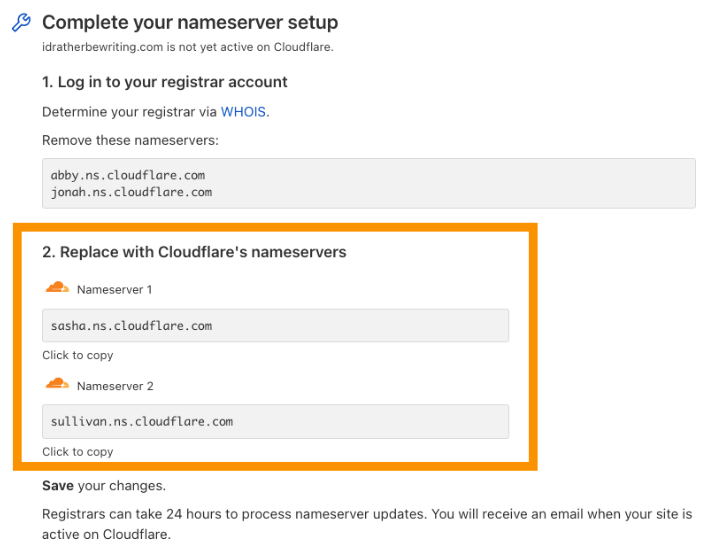 Complete your nameserver setup
idratherbewriting.com is not yet active on Cloudflare.
1. Log in to your registrar account
Determine your registrar via WHOIS.
Remove these nameservers:
abby.ns.cloudflare.com
jonah.ns.cloudflare.com
2. Replace with Cloudflare's nameservers
Nameserver 1
sasha.ns.cloudflare.com
Click to copy
Nameserver 2
sullivan.ns.cloudflare.com
Click to copy
Save your changes.
Registrars can take 24 hours to process nameserver updates. You will receive an email when your site is
active on Cloudflare.